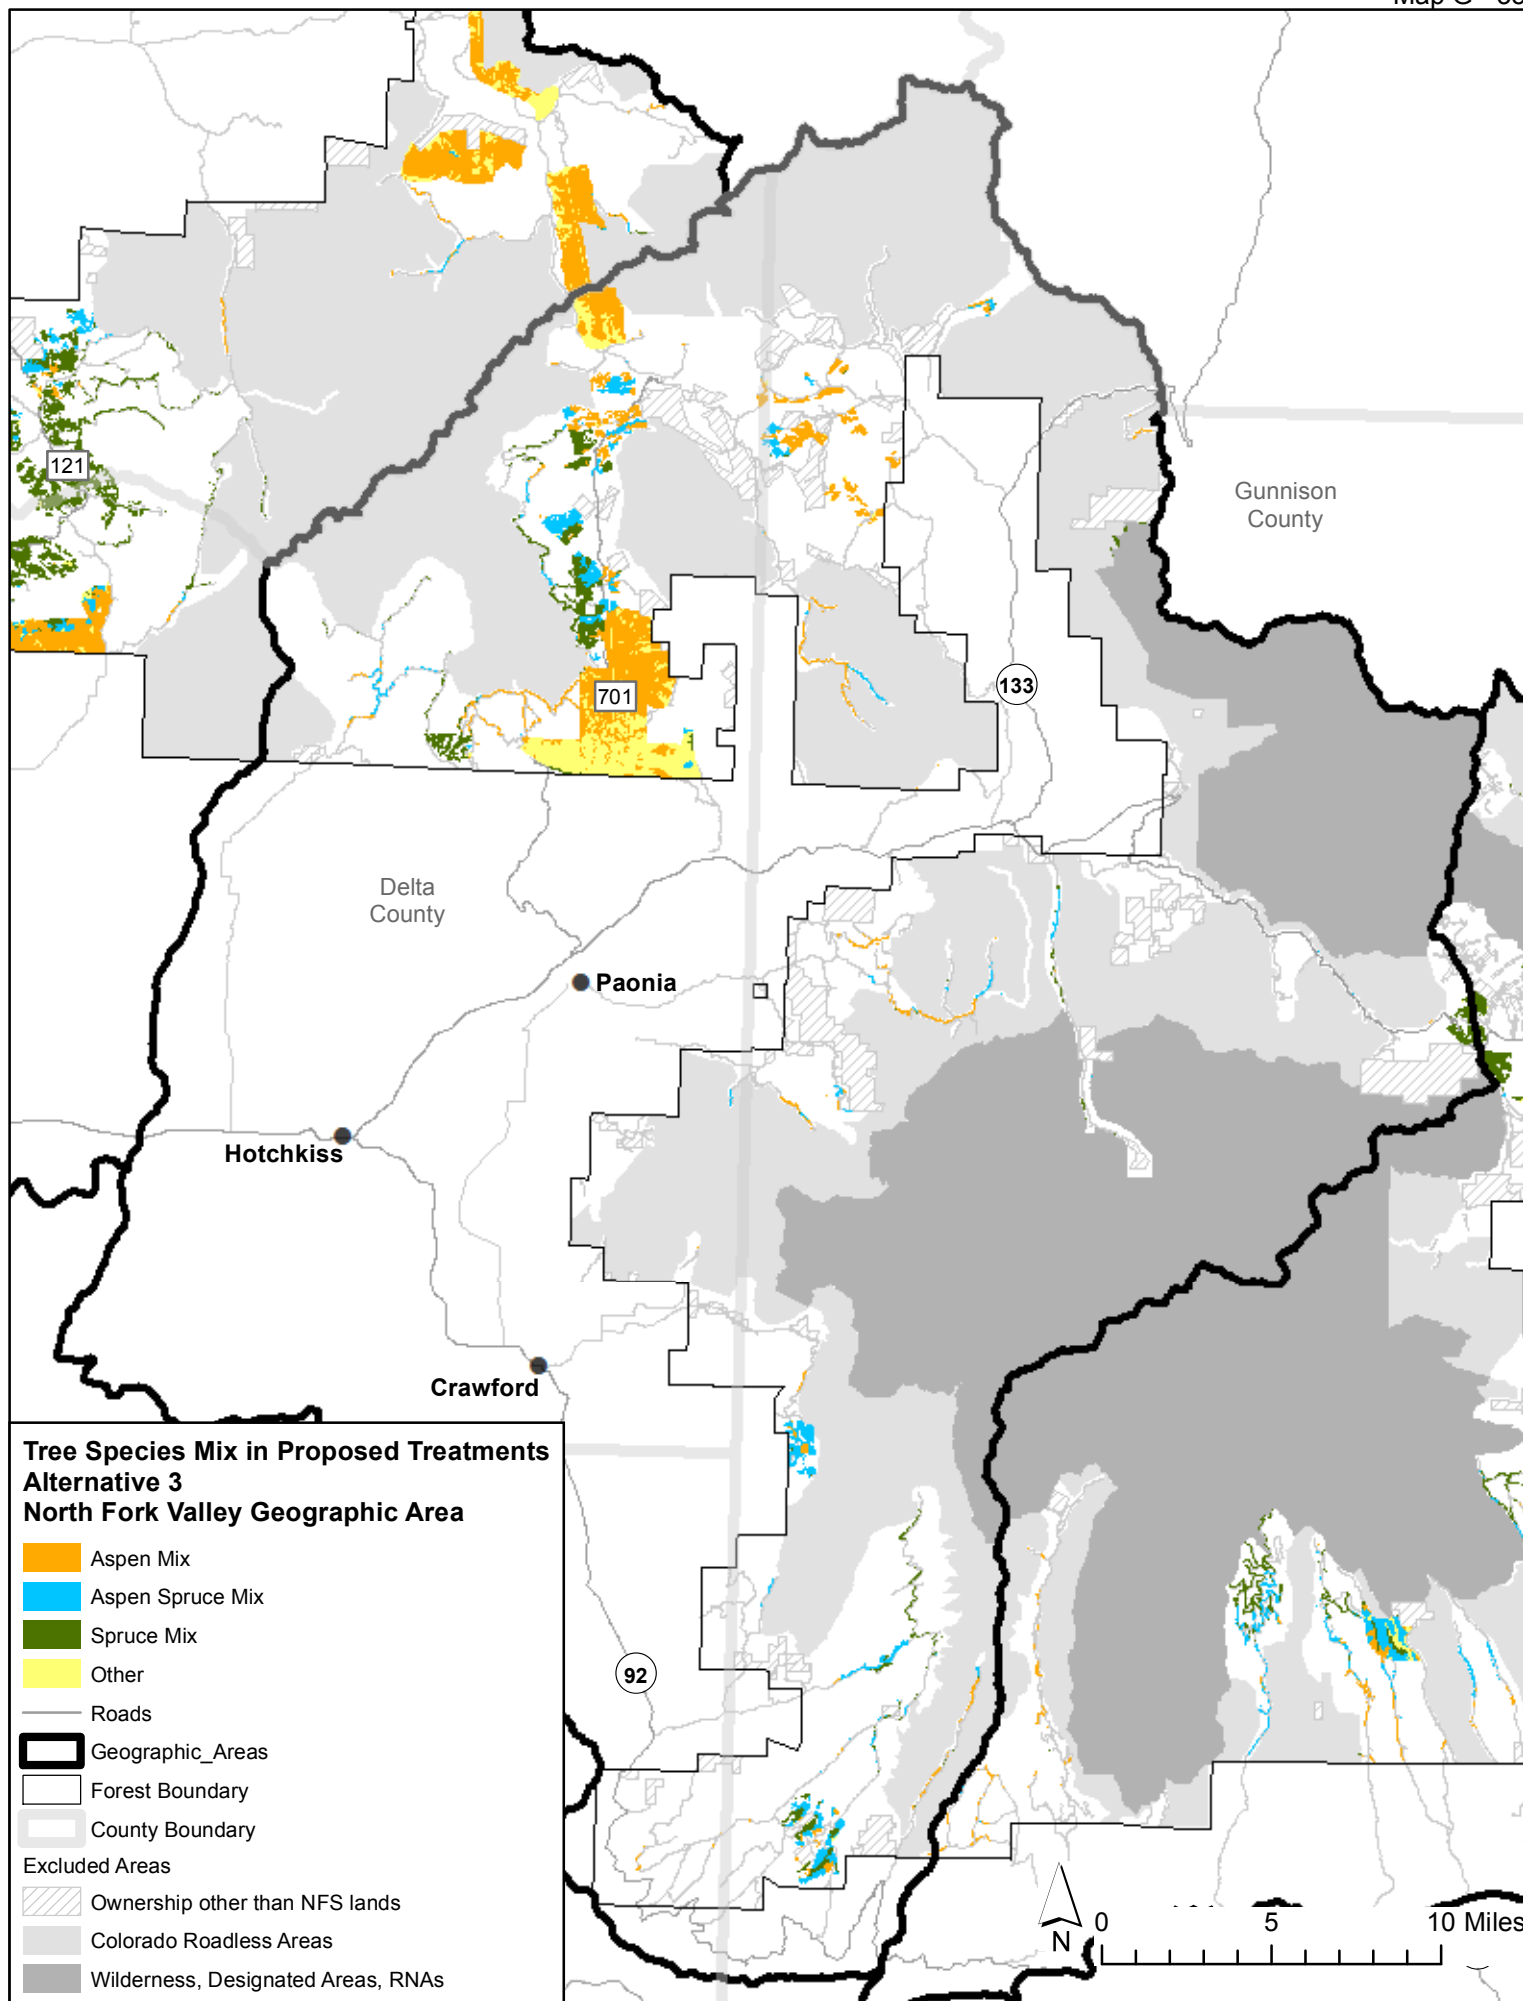 121
Gunnison
County
133
701
Delta
County
Paonia
Hotchkiss
Crawford
92
Tree Species Mix in Proposed Treatments
Alternative 3
North Fork Valley Geographic Area
Aspen Mix
Aspen Spruce Mix
Spruce Mix
Other
Roads
Geographic_Areas
Forest Boundary
County Boundary
Excluded Areas
Ownership other than NFS lands
Colorado Roadless Areas
Wilderness, Designated Areas, RNAs
N
0 5 10 Miles